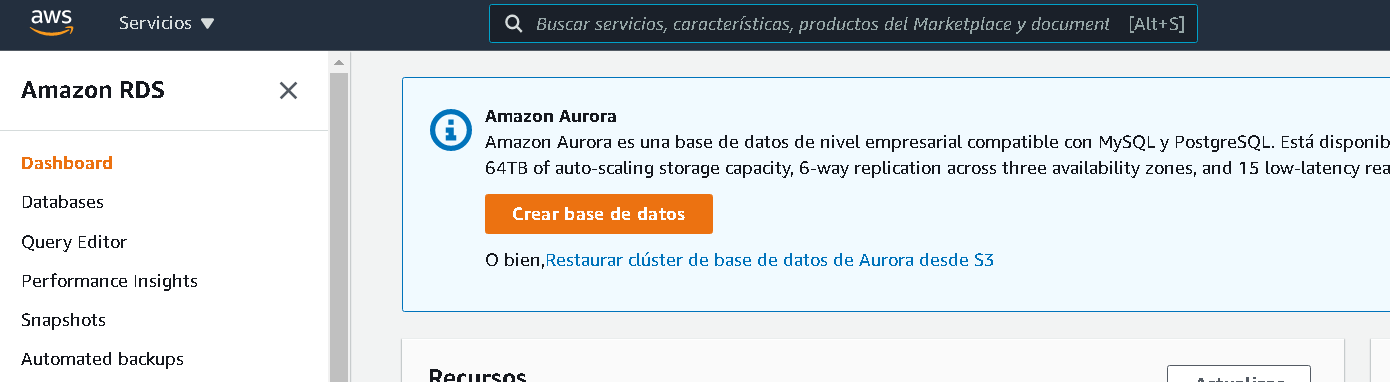 aws
Servicios
Buscar servicios, características, productos del Marketplace y document [Alt+S]
Amazon RDS
Dashboard
Databases
Query Editor
Performance Insights
Snapshots
Automated backups
Amazon Aurora
Amazon Aurora es una base de datos de nivel empresarial compatible con MySQL y PostgreSQL. Está disponib
64TB of auto-scaling storage capacity, 6-way replication across three availability zones, and 15 low-latency rea
Crear base de datos
O bien,Restaurar clúster de base de datos de Aurora desde S3
Recursos
Actualizar